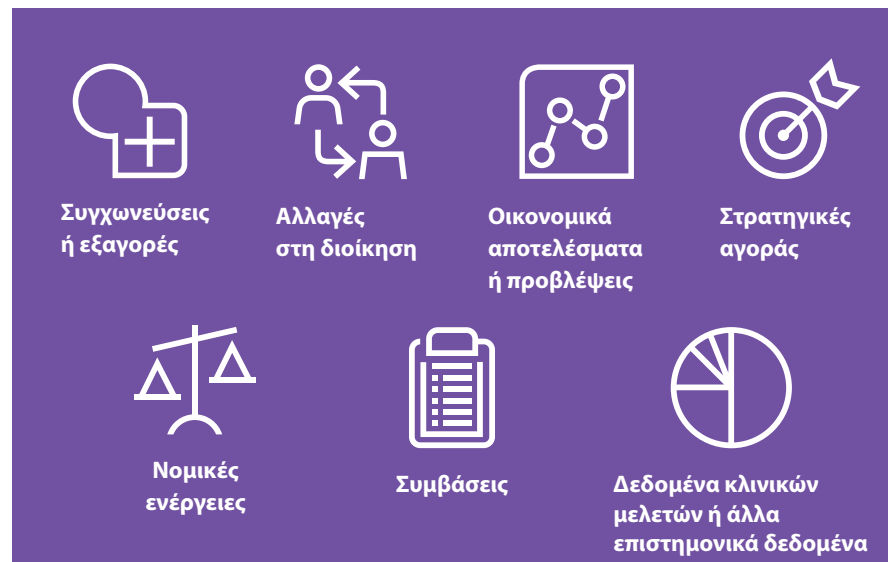 Συγχωνεύσεις
ή εξαγορές
Αλλαγές
στη διοίκηση
Οικονομικά
αποτελέσματα
ή προβλέψεις
Στρατηγικές
αγοράς
Νομικές
ενέργειες
Συμβάσεις
Δεδομένα κλινικών
μελετών ή άλλα
επιστημονικά δεδομένα